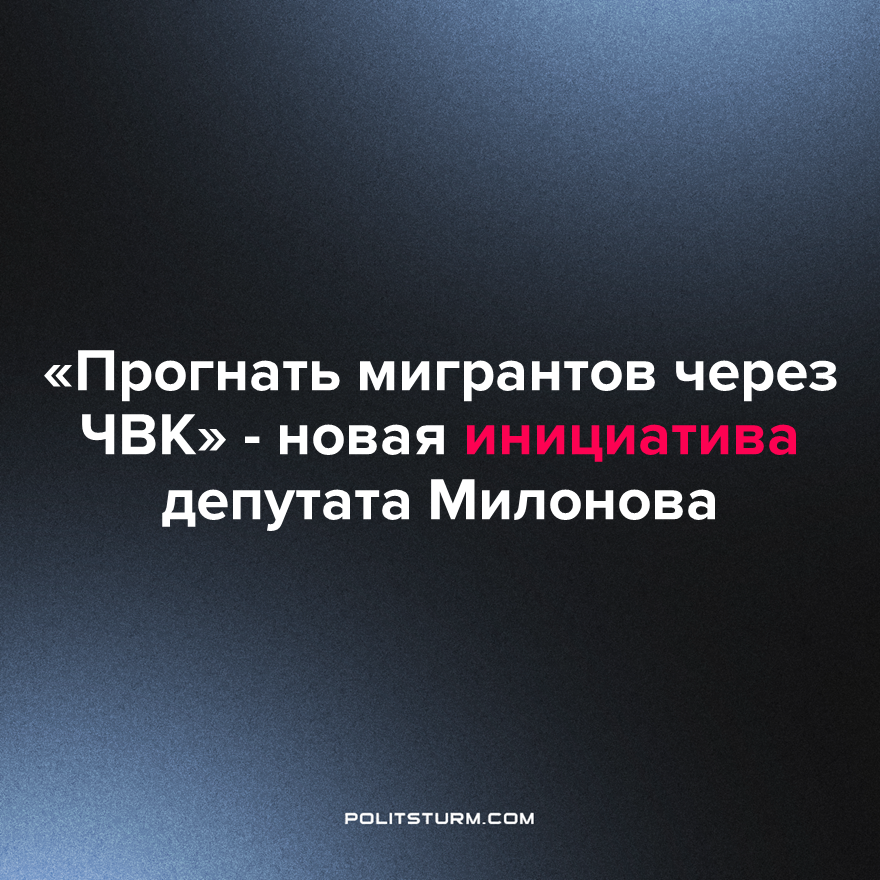 «Прогнать мигрантов через
ЧВК» - новая инициатива
депутата Милонова
POLITSTURM.COM